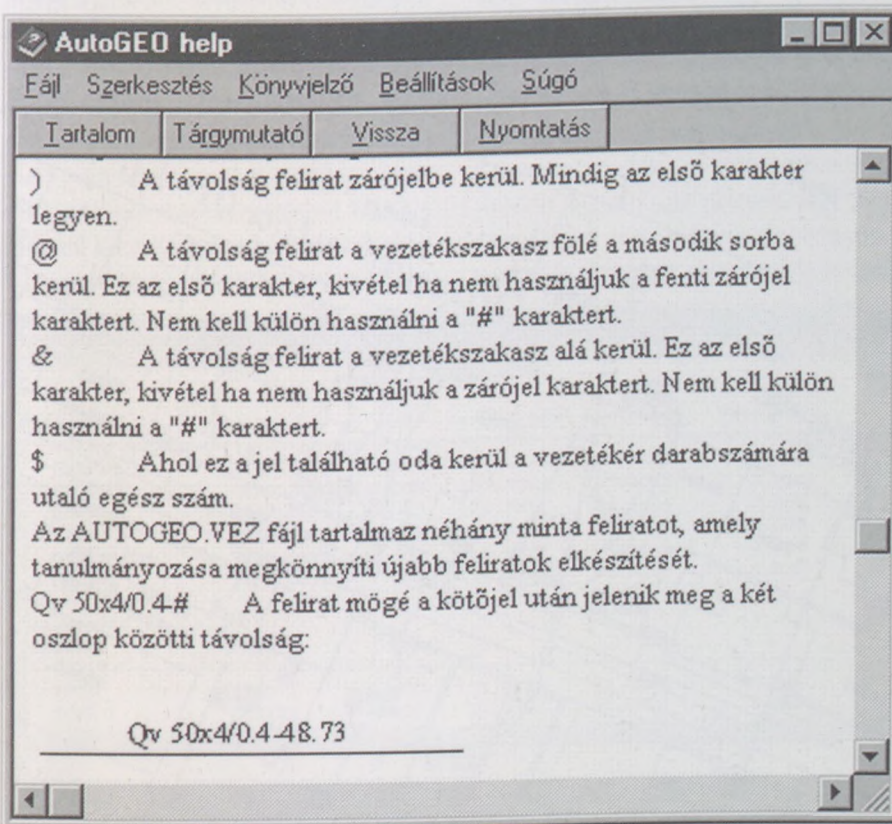 AutoGEO help
Fájl Szerkesztés Könyvjelző Beállítások Súgó
Tartalom Tárgymutató Vissza Nyomtatás
) A távolság felirat zárójelbe kerül. Mindig az elsõ karakter
legyen.
@ A távolság felirat a vezetékszakasz fölé a második sorba
kerül. Ez az elsõ karakter, kivétel ha nem használjuk a fenti zárójel
karaktert. Nem kell külön használni a "#" karaktert.
& A távolság felirat a vezetékszakasz alá kerül. Ez az elsõ
karakter, kivétel ha nem használjuk a zárójel karaktert. Nem kell külön
használni a "#" karaktert.
$ Ahol ez a jel található oda kerül a vezetékér darabszámára
utaló egész szám.
Az AUTOGEO.VEZ fájl tartalmaz néhány minta feliratot, amely
tanulmányozása megkönnyíti újabb feliratok elkészítését.
Qv 50x4/0.4-# A felirat mögé a kötõjel után jelenik meg a két
oszlop közötti távolság:
Qv 50x4/0.4-48.73